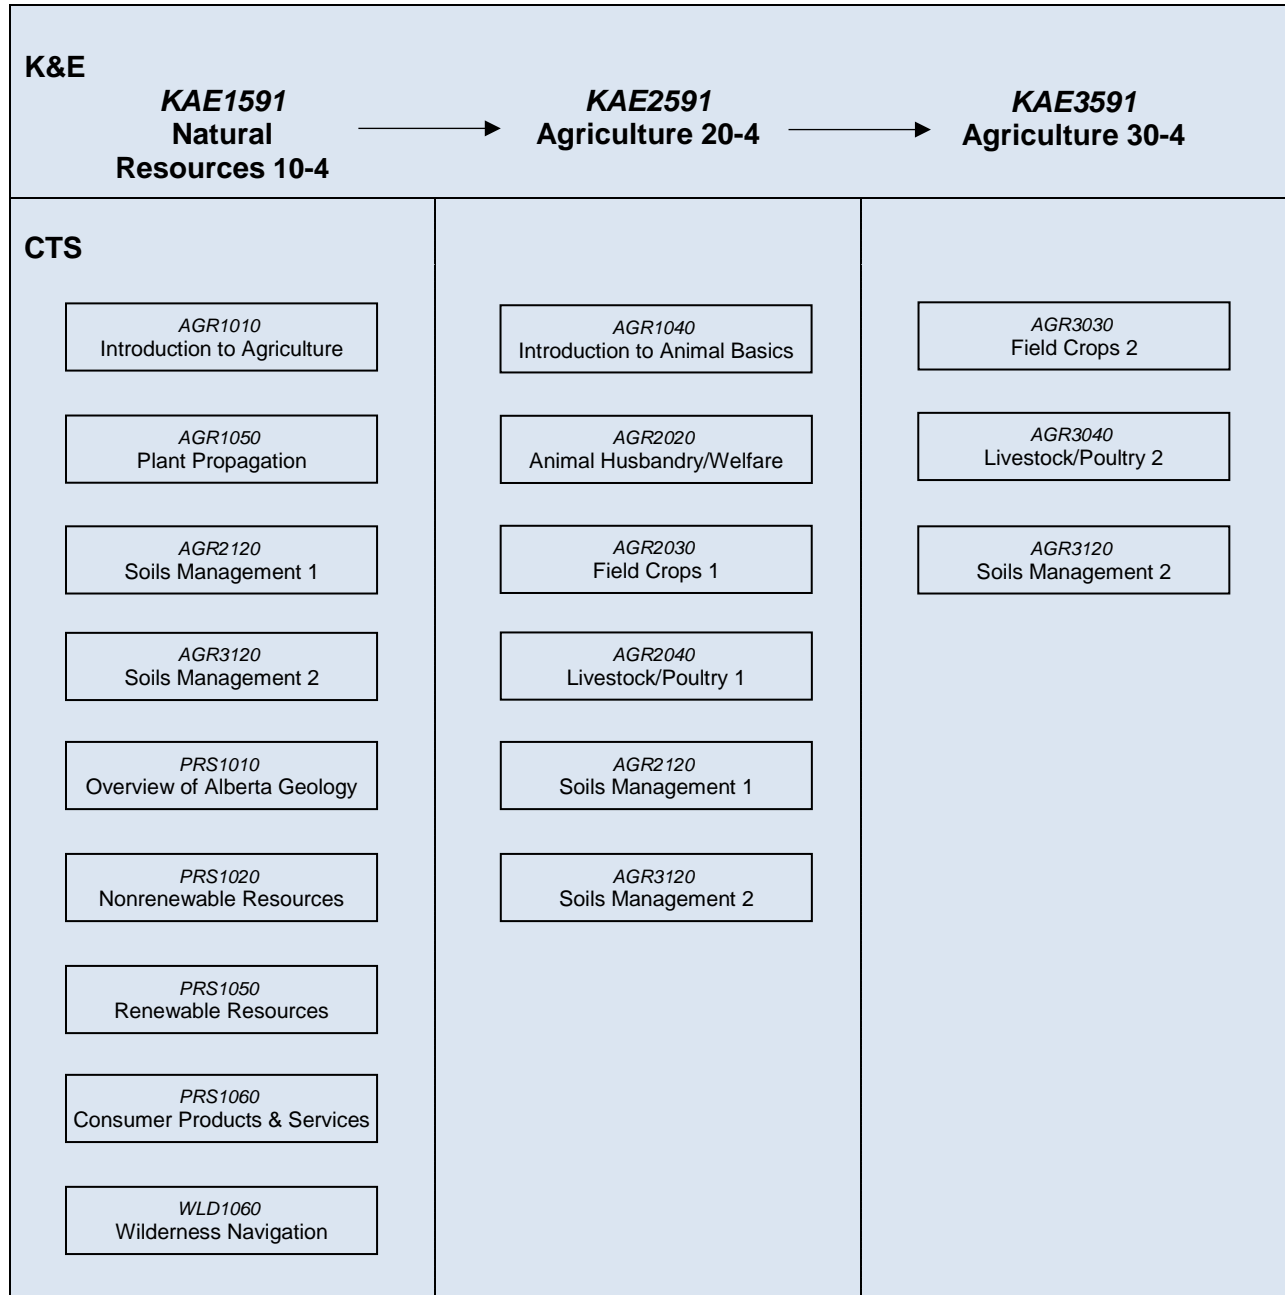 K&E
KAE1591
Natural
Resources 10-4
KAE2591
Agriculture 20-4
KAE3591
Agriculture 30-4
CTS
AGR1010
Introduction to Agriculture
AGR1050
Plant Propagation
AGR2120
Soils Management 1
AGR3120
Soils Management 2
PRS1010
Overview of Alberta Geology
PRS1020
Nonrenewable Resources
PRS1050
Renewable Resources
PRS1060
Consumer Products & Services
WLD1060
Wilderness Navigation
AGR1040
Introduction to Animal Basics
AGR2020
Animal Husbandry/Welfare
AGR2030
Field Crops 1
AGR2040
Livestock/Poultry 1
AGR2120
Soils Management 1
AGR3120
Soils Management 2
AGR3030
Field Crops 2
AGR3040
Livestock/Poultry 2
AGR3120
Soils Management 2